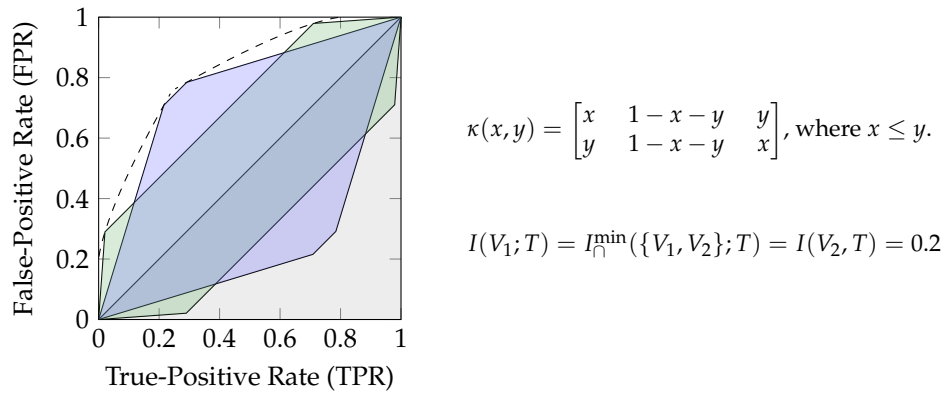 False-Positive Rate (FPR)
1
0.8
0.6
0.4
0.2
0
0 0.2 0.4 0.6 0.8 1
True-Positive Rate (TPR)
κ(x, y) = [x 1 − x − y y
y 1 − x − y x], where x ≤ y.
I(V₁; T) = I∩^min({V₁, V₂}; T) = I(V₂, T) = 0.2